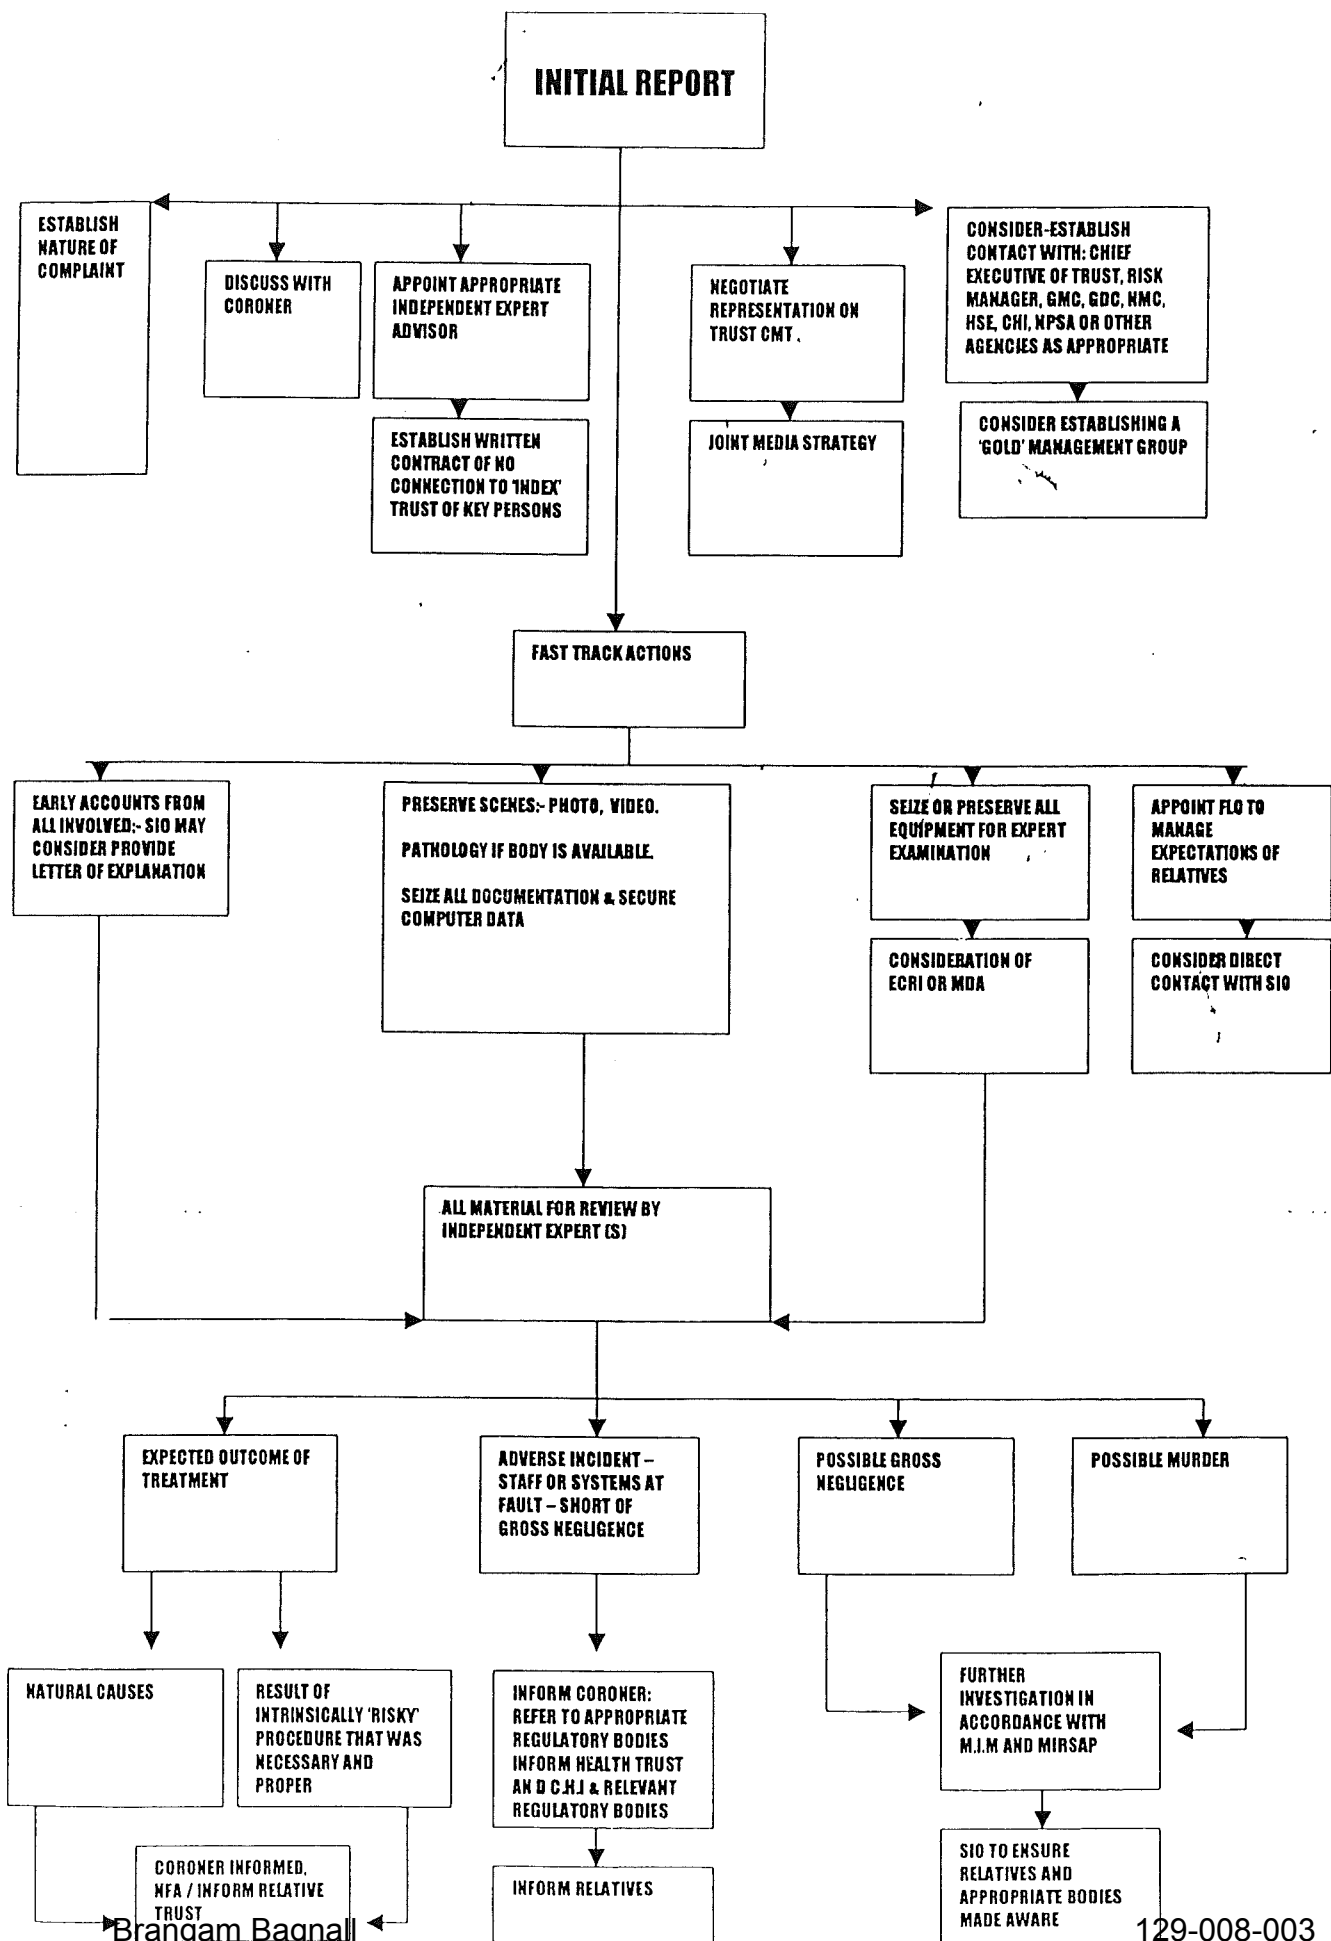 INITIAL REPORT
ESTABLISH
NATURE OF
COMPLAINT
DISCUSS WITH
CORONER
APPOINT APPROPRIATE
INDEPENDENT EXPERT
ADVISOR
ESTABLISH WRITTEN
CONTRACT OF NO
CONNECTION TO 'INDEX'
TRUST OF KEY PERSONS
NEGOTIATE
REPRESENTATION ON
TRUST CMT.
JOINT MEDIA STRATEGY
CONSIDER-ESTABLISH
CONTACT WITH: CHIEF
EXECUTIVE OF TRUST, RISK
MANAGER, GMC, GDC, NMC,
HSE, CHI, NPSA OR OTHER
AGENCIES AS APPROPRIATE
CONSIDER ESTABLISHING A
'GOLD' MANAGEMENT GROUP
FAST TRACK ACTIONS
EARLY ACCOUNTS FROM
ALL INVOLVED:- SIO MAY
CONSIDER PROVIDE
LETTER OF EXPLANATION
PRESERVE SCENES:- PHOTO, VIDEO.
PATHOLOGY IF BODY IS AVAILABLE.
SEIZE ALL DOCUMENTATION & SECURE
COMPUTER DATA
SEIZE OR PRESERVE ALL
EQUIPMENT FOR EXPERT
EXAMINATION
CONSIDERATION OF
ECRI OR MDA
APPOINT FLO TO
MANAGE
EXPECTATIONS OF
RELATIVES
CONSIDER DIRECT
CONTACT WITH SIO
ALL MATERIAL FOR REVIEW BY
INDEPENDENT EXPERT (S)
EXPECTED OUTCOME OF
TREATMENT
ADVERSE INCIDENT –
STAFF OR SYSTEMS AT
FAULT – SHORT OF
GROSS NEGLIGENCE
POSSIBLE GROSS
NEGLIGENCE
POSSIBLE MURDER
NATURAL CAUSES
RESULT OF
INTRINSICALLY 'RISKY'
PROCEDURE THAT WAS
NECESSARY AND
PROPER
INFORM CORONER:
REFER TO APPROPRIATE
REGULATORY BODIES
INFORM HEALTH TRUST
AND C.H.I & RELEVANT
REGULATORY BODIES
FURTHER
INVESTIGATION IN
ACCORDANCE WITH
M.I.M AND MIRSAP
CORONER INFORMED,
NFA / INFORM RELATIVE
TRUST
INFORM RELATIVES
SIO TO ENSURE
RELATIVES AND
APPROPRIATE BODIES
MADE AWARE
Brangam Bagnall
129-008-003